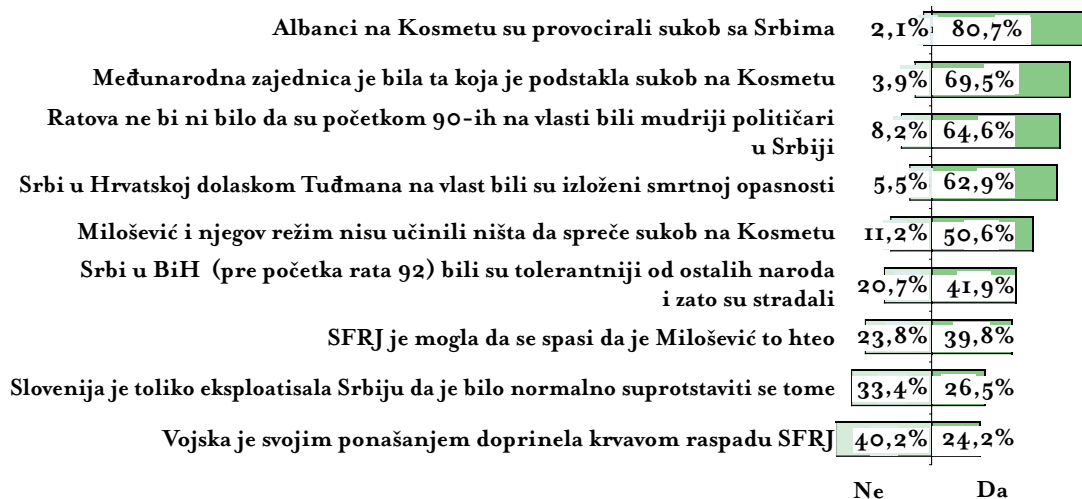 Albanci na Kosmetu su provocirali sukob sa Srbima 2,1% 80,7%
Međunarodna zajednica je bila ta koja je podstakla sukob na Kosmetu 3,9% 69,5%
Ratova ne bi ni bilo da su početkom 90-ih na vlasti bili mudriji političari
u Srbiji 8,2% 64,6%
Srbi u Hrvatskoj dolaskom Tuđmana na vlast bili su izloženi smrtnoj opasnosti 5,5% 62,9%
Milošević i njegov režim nisu učinili ništa da spreče sukob na Kosmetu 11,2% 50,6%
Srbi u BiH (pre početka rata 92) bili su tolerantniji od ostalih naroda
i zato su stradali 20,7% 41,9%
SFRJ je mogla da se spasi da je Milošević to hteo 23,8% 39,8%
Slovenija je toliko eksploatisala Srbiju da je bilo normalno suprotstaviti se tome 33,4% 26,5%
Vojska je svojim ponašanjem doprinela krvavom raspadu SFRJ 40,2% 24,2%
Ne Da